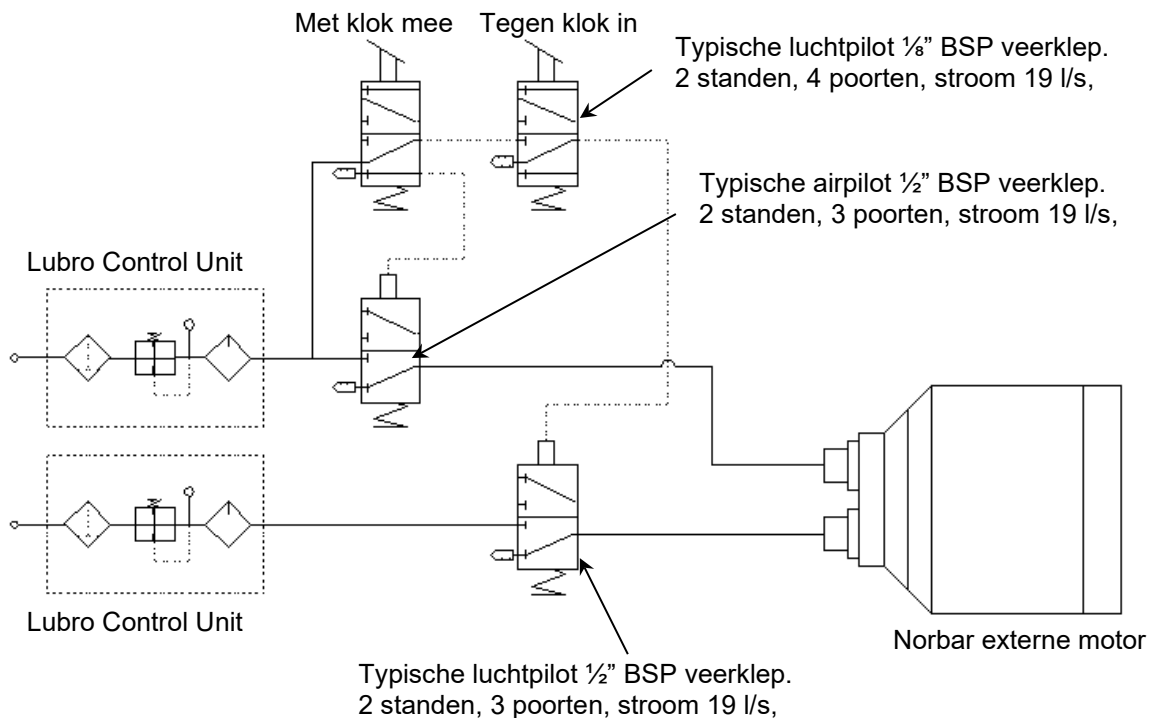 Met klok mee
Tegen klok in
Typische luchtpilot ⅛” BSP veerklep.
2 standen, 4 poorten, stroom 19 l/s,
Typische airpilot ½” BSP veerklep.
2 standen, 3 poorten, stroom 19 l/s,
Lubro Control Unit
Lubro Control Unit
Norbar externe motor
Typische luchtpilot ½” BSP veerklep.
2 standen, 3 poorten, stroom 19 l/s,